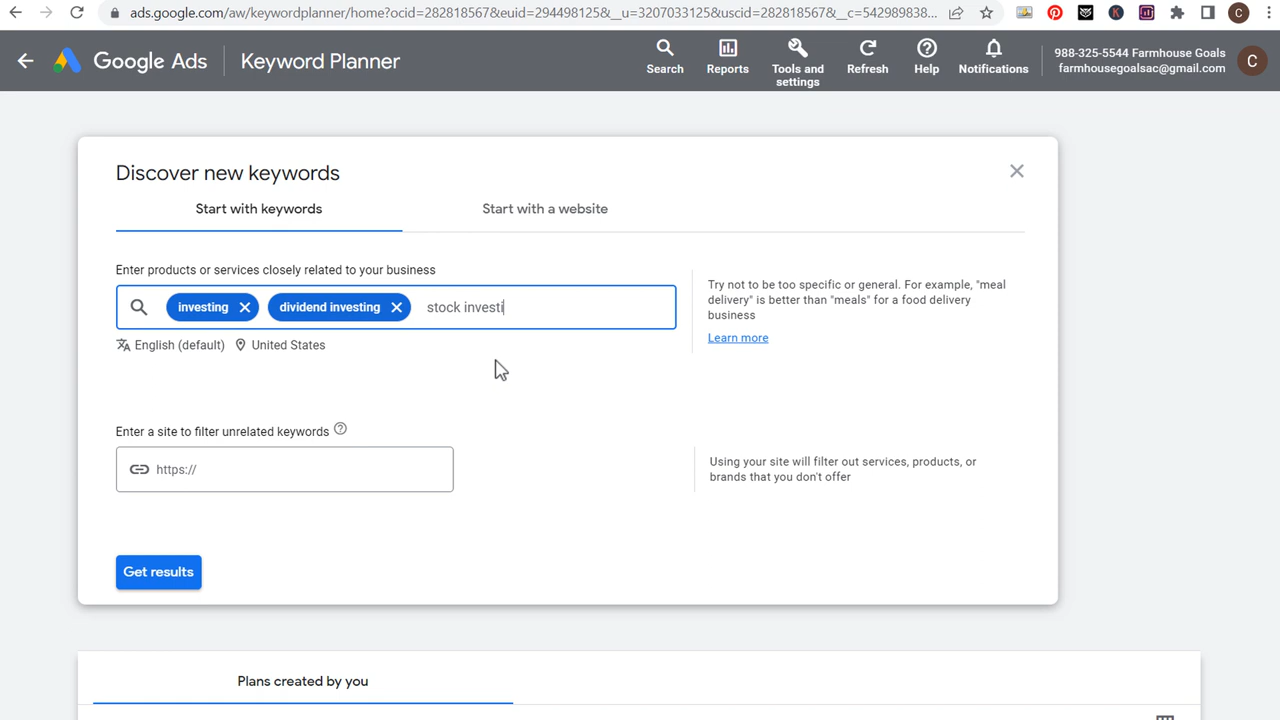 ads.google.com/aw/keywordplanner/home?ocid=282818567&euid=294498125&__u=3207033125&uscid=282818567&__c=542989838...
C
Google Ads
Keyword Planner
Search
Reports
Tools and settings
Refresh
Help
Notifications
988-325-5544 Farmhouse Goals
farmhousegoalsac@gmail.com
C
Discover new keywords
Start with keywords
Start with a website
Enter products or services closely related to your business
investing
dividend investing
stock investi
English (default)
United States
Try not to be too specific or general. For example, "meal
delivery" is better than "meals" for a food delivery
business
Learn more
Enter a site to filter unrelated keywords
https://
Using your site will filter out services, products, or
brands that you don't offer
Get results
Plans created by you